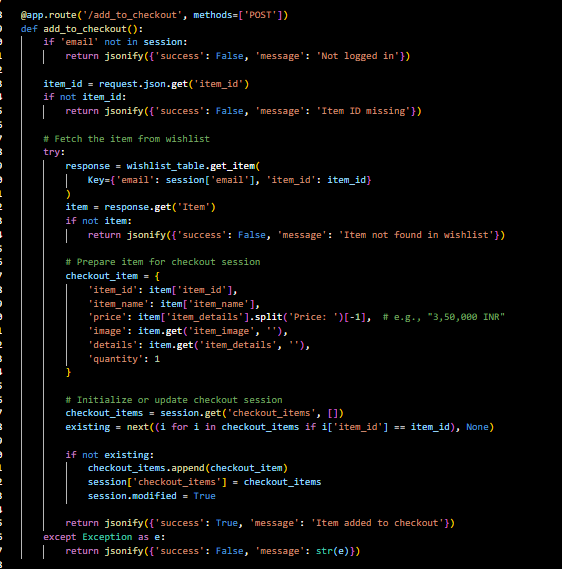 @app.route('/add_to_checkout', methods=['POST'])
def add_to_checkout():
    if 'email' not in session:
        return jsonify({'success': False, 'message': 'Not logged in'})

    item_id = request.json.get('item_id')
    if not item_id:
        return jsonify({'success': False, 'message': 'Item ID missing'})

    # Fetch the item from wishlist
    try:
        response = wishlist_table.get_item(
            Key={'email': session['email'], 'item_id': item_id}
        )
        item = response.get('Item')
        if not item:
            return jsonify({'success': False, 'message': 'Item not found in wishlist'})

        # Prepare item for checkout session
        checkout_item = {
            'item_id': item['item_id'],
            'item_name': item['item_name'],
            'price': item['item_details'].split('Price: ')[-1],  # e.g., "3,50,000 INR"
            'image': item.get('item_image', ''),
            'details': item.get('item_details', ''),
            'quantity': 1
        }

        # Initialize or update checkout session
        checkout_items = session.get('checkout_items', [])
        existing = next((i for i in checkout_items if i['item_id'] == item_id), None)

        if not existing:
            checkout_items.append(checkout_item)
            session['checkout_items'] = checkout_items
            session.modified = True

        return jsonify({'success': True, 'message': 'Item added to checkout'})
    except Exception as e:
        return jsonify({'success': False, 'message': str(e)})